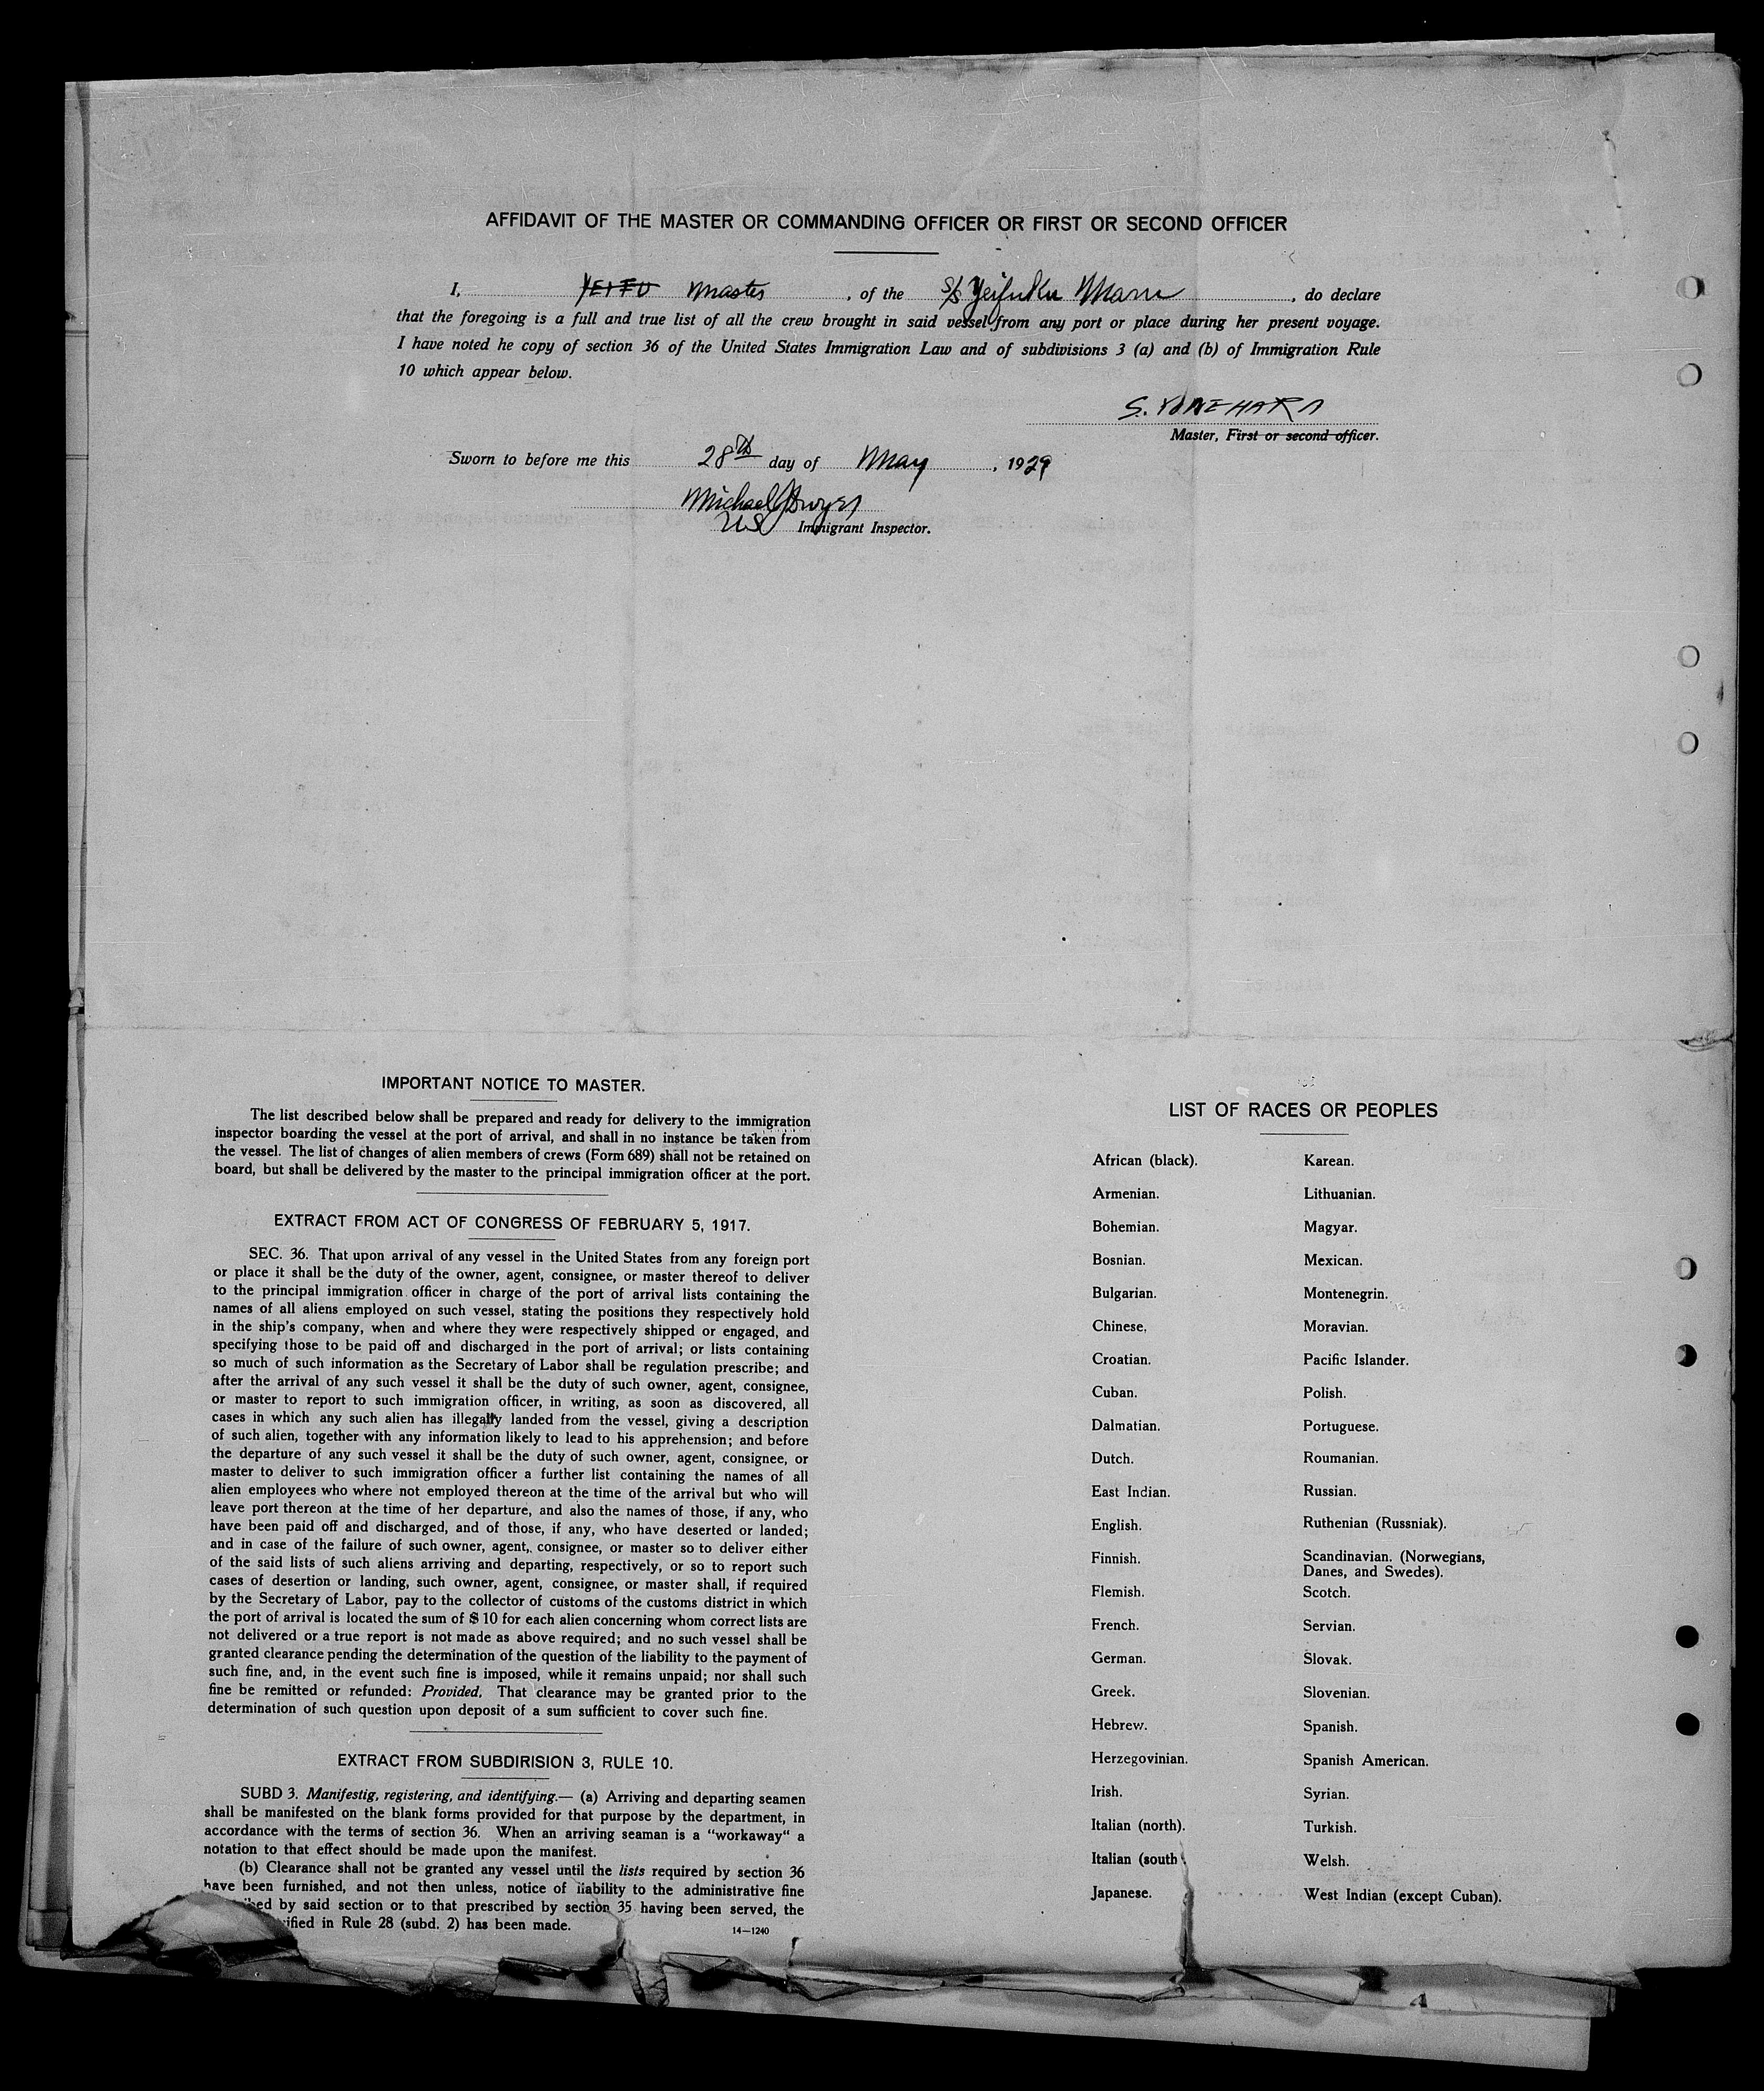 AFFIDAVIT OF THE MASTER OR COMMANDING OFFICER OR FIRST OR SECOND OFFICER
I, YEIFU Master , of the S/S Yeifuku Maru , do declare
that the foregoing is a full and true list of all the crew brought in said vessel from any port or place during her present voyage.
I have noted he copy of section 36 of the United States Immigration Law and of subdivisions 3 (a) and (b) of Immigration Rule
10 which appear below.
S. YONEHARA
Master, First or second officer.
Sworn to before me this 28th day of May , 1929
Michael J Dwyer
US Immigrant Inspector.
IMPORTANT NOTICE TO MASTER.
The list described below shall be prepared and ready for delivery to the immigration
inspector boarding the vessel at the port of arrival, and shall in no instance be taken from
the vessel. The list of changes of alien members of crews (Form 689) shall not be retained on
board, but shall be delivered by the master to the principal immigration officer at the port.
EXTRACT FROM ACT OF CONGRESS OF FEBRUARY 5, 1917.
SEC. 36. That upon arrival of any vessel in the United States from any foreign port
or place it shall be the duty of the owner, agent, consignee, or master thereof to deliver
to the principal immigration officer in charge of the port of arrival lists containing the
names of all aliens employed on such vessel, stating the positions they respectively hold
in the ship's company, when and where they were respectively shipped or engaged, and
specifying those to be paid off and discharged in the port of arrival; or lists containing
so much of such information as the Secretary of Labor shall be regulation prescribe; and
after the arrival of any such vessel it shall be the duty of such owner, agent, consignee,
or master to report to such immigration officer, in writing, as soon as discovered, all
cases in which any such alien has illegally landed from the vessel, giving a description
of such alien, together with any information likely to lead to his apprehension; and before
the departure of any such vessel it shall be the duty of such owner, agent, consignee, or
master to deliver to such immigration officer a further list containing the names of all
alien employees who where not employed thereon at the time of the arrival but who will
leave port thereon at the time of her departure, and also the names of those, if any, who
have been paid off and discharged, and of those, if any, who have deserted or landed;
and in case of the failure of such owner, agent, consignee, or master so to deliver either
of the said lists of such aliens arriving and departing, respectively, or so to report such
cases of desertion or landing, such owner, agent, consignee, or master shall, if required
by the Secretary of Labor, pay to the collector of customs of the customs district in which
the port of arrival is located the sum of $ 10 for each alien concerning whom correct lists are
not delivered or a true report is not made as above required; and no such vessel shall be
granted clearance pending the determination of the question of the liability to the payment of
such fine, and, in the event such fine is imposed, while it remains unpaid; nor shall such
fine be remitted or refunded: Provided, That clearance may be granted prior to the
determination of such question upon deposit of a sum sufficient to cover such fine.
EXTRACT FROM SUBDIRISION 3, RULE 10.
SUBD 3. Manifestig, registering, and identifying.— (a) Arriving and departing seamen
shall be manifested on the blank forms provided for that purpose by the department, in
accordance with the terms of section 36. When an arriving seaman is a "workaway" a
notation to that effect should be made upon the manifest.
(b) Clearance shall not be granted any vessel until the lists required by section 36
have been furnished, and not then unless, notice of liability to the administrative fine
by said section or to that prescribed by section 35 having been served, the
in Rule 28 (subd. 2) has been made.
14—1240
LIST OF RACES OR PEOPLES
African (black).
Armenian.
Bohemian.
Bosnian.
Bulgarian.
Chinese.
Croatian.
Cuban.
Dalmatian.
Dutch.
East Indian.
English.
Finnish.
Flemish.
French.
German.
Greek.
Hebrew.
Herzegovinian.
Irish.
Italian (north).
Italian (south
Japanese.
Karean.
Lithuanian.
Magyar.
Mexican.
Montenegrin.
Moravian.
Pacific Islander.
Polish.
Portuguese.
Roumanian.
Russian.
Ruthenian (Russniak).
Scandinavian. (Norwegians,
Danes, and Swedes).
Scotch.
Servian.
Slovak.
Slovenian.
Spanish.
Spanish American.
Syrian.
Turkish.
Welsh.
West Indian (except Cuban).